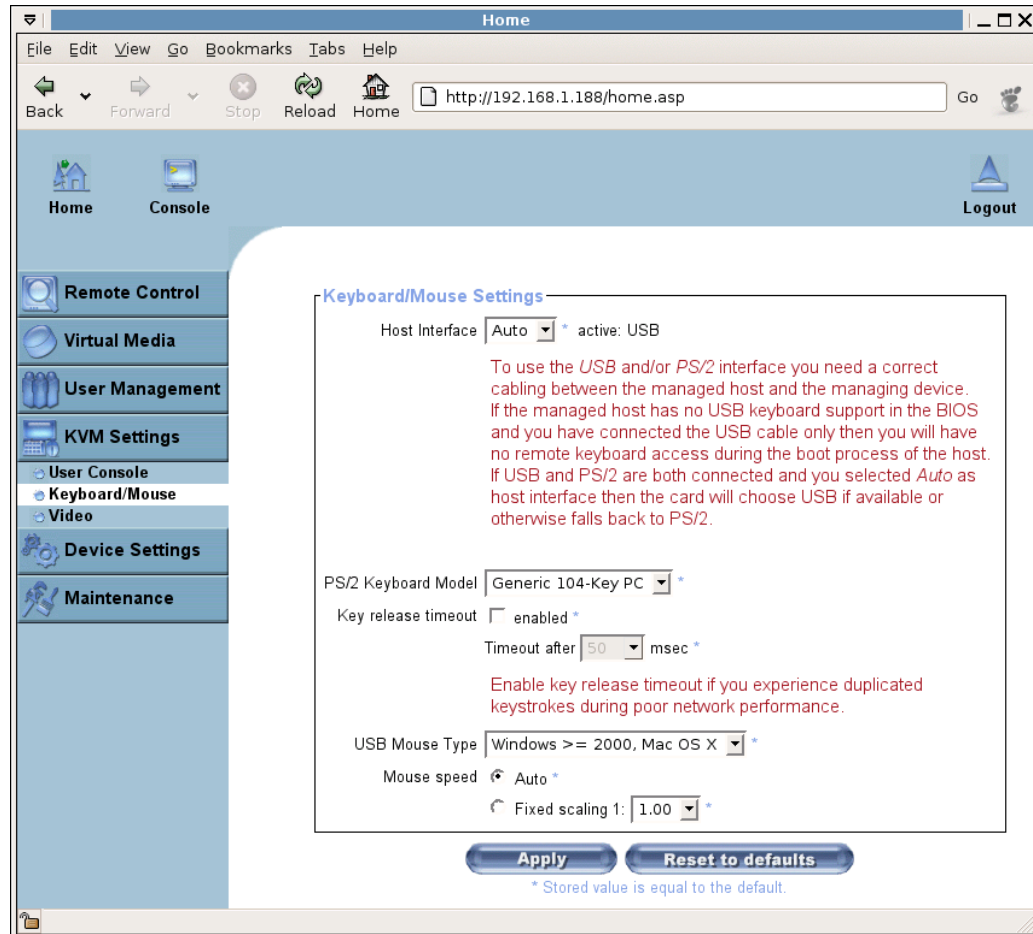 Home
File Edit View Go Bookmarks Tabs Help
Back Forward Stop Reload Home http://192.168.1.188/home.asp Go
Home Console Logout
Remote Control
Virtual Media
User Management
KVM Settings
User Console
Keyboard/Mouse
Video
Device Settings
Maintenance
Keyboard/Mouse Settings
Host Interface Auto * active: USB
To use the USB and/or PS/2 interface you need a correct
cabling between the managed host and the managing device.
If the managed host has no USB keyboard support in the BIOS
and you have connected the USB cable only then you will have
no remote keyboard access during the boot process of the host.
If USB and PS/2 are both connected and you selected Auto as
host interface then the card will choose USB if available or
otherwise falls back to PS/2.
PS/2 Keyboard Model Generic 104-Key PC *
Key release timeout enabled *
Timeout after 50 msec *
Enable key release timeout if you experience duplicated
keystrokes during poor network performance.
USB Mouse Type Windows >= 2000, Mac OS X *
Mouse speed Auto *
Fixed scaling 1: 1.00 *
Apply Reset to defaults
* Stored value is equal to the default.